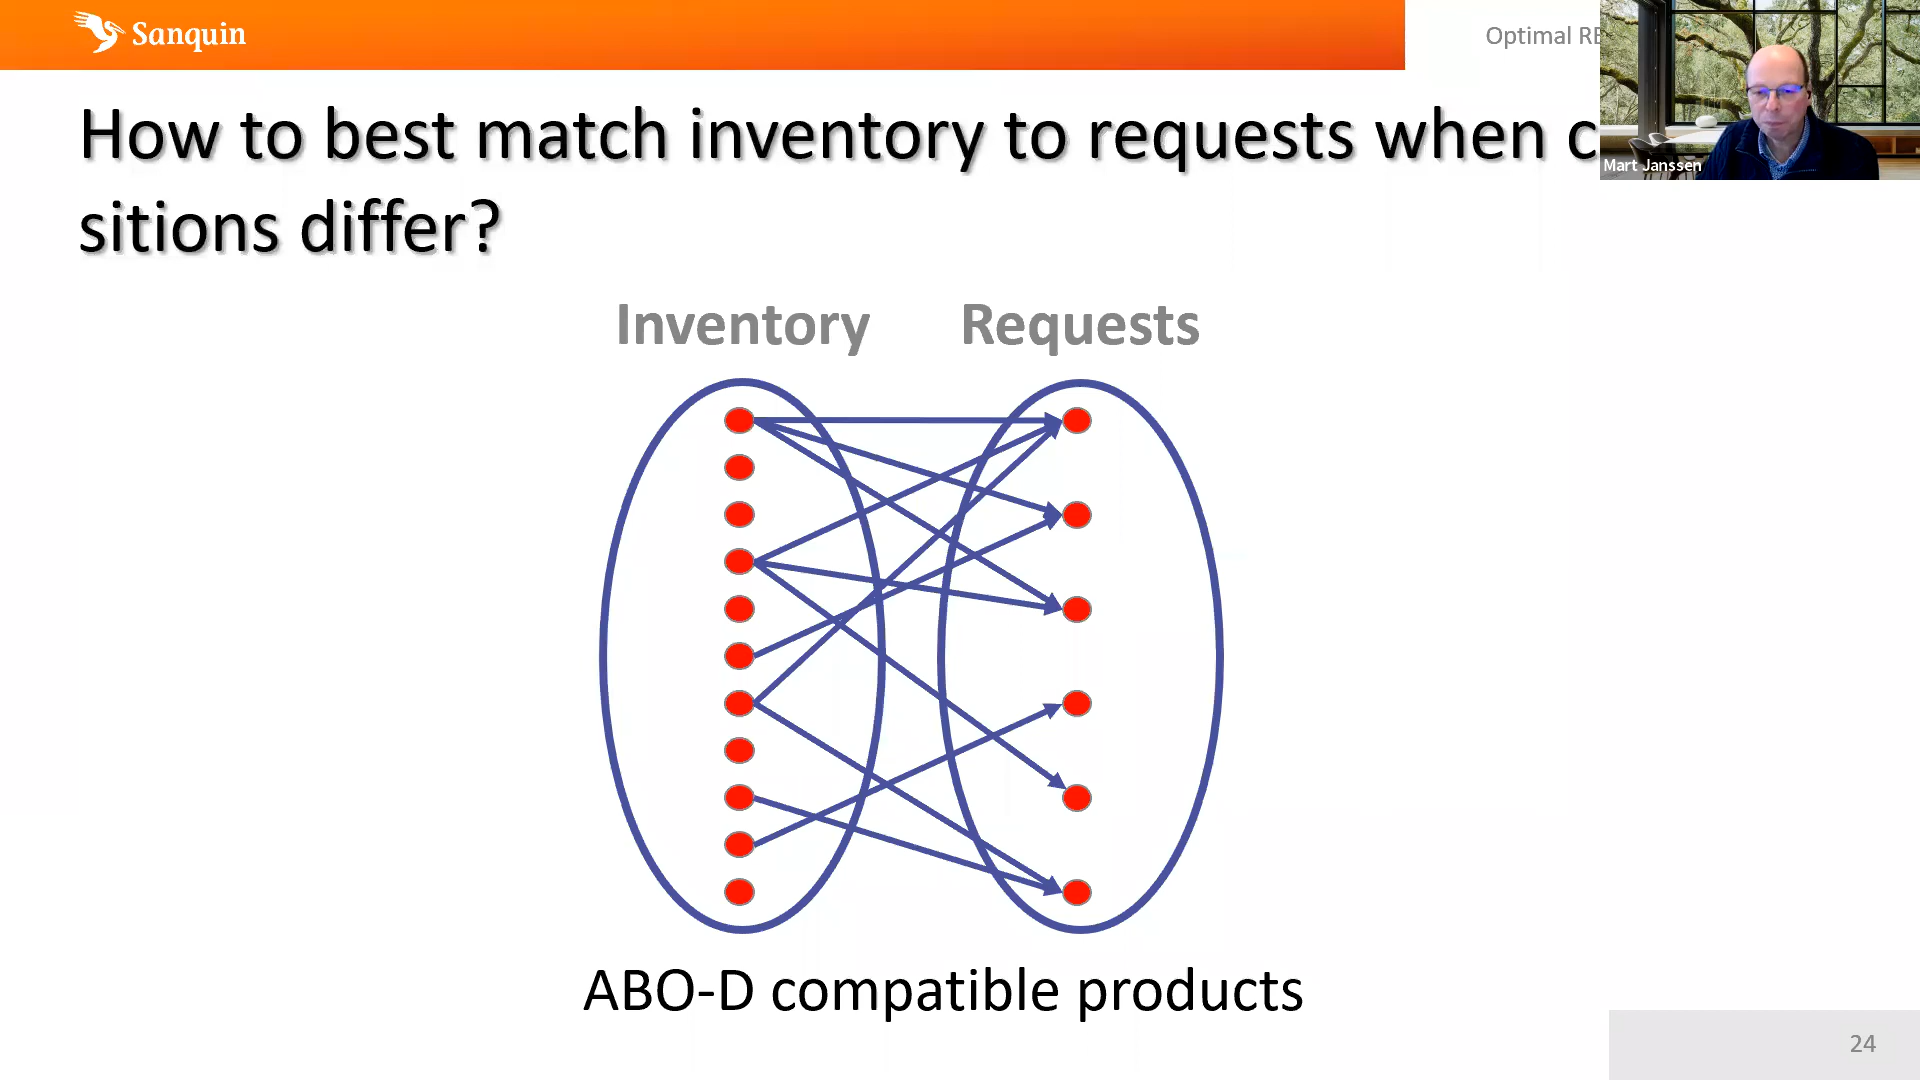 Sanquin
Optimal
Mart Janssen
How to best match inventory to requests when
sitions differ?
Inventory
Requests
ABO-D compatible products
24